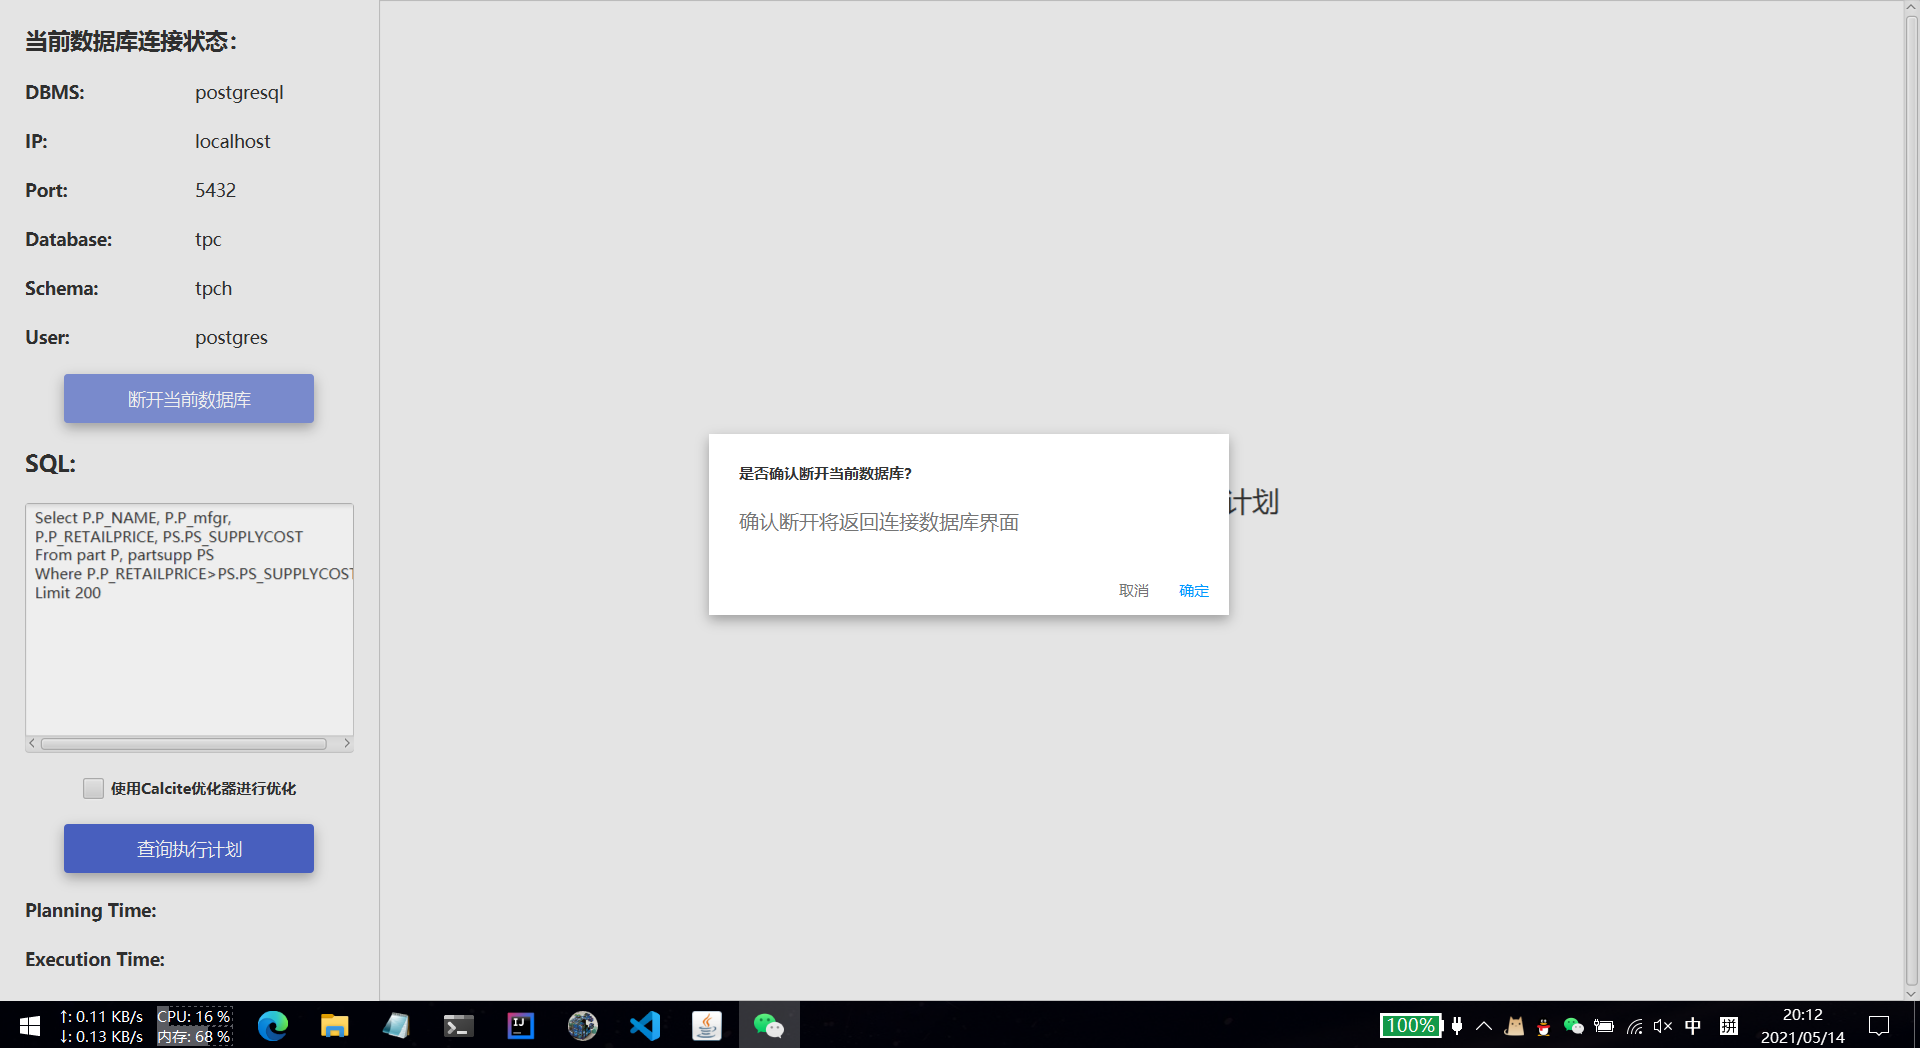 当前数据库连接状态：
DBMS: postgresql
IP: localhost
Port: 5432
Database: tpc
Schema: tpch
User: postgres
断开当前数据库
SQL:
Select P.P_NAME, P.P_mfgr,
P.P_RETAILPRICE, PS.PS_SUPPLYCOST
From part P, partsupp PS
Where P.P_RETAILPRICE>PS.PS_SUPPLYCOST
Limit 200
使用Calcite优化器进行优化
查询执行计划
Planning Time:
Execution Time:
是否确认断开当前数据库?
确认断开将返回连接数据库界面
取消 确定
计划
↑: 0.11 KB/s CPU: 16 %
↓: 0.13 KB/s 内存: 68 %
100%
中
拼
20:12
2021/05/14